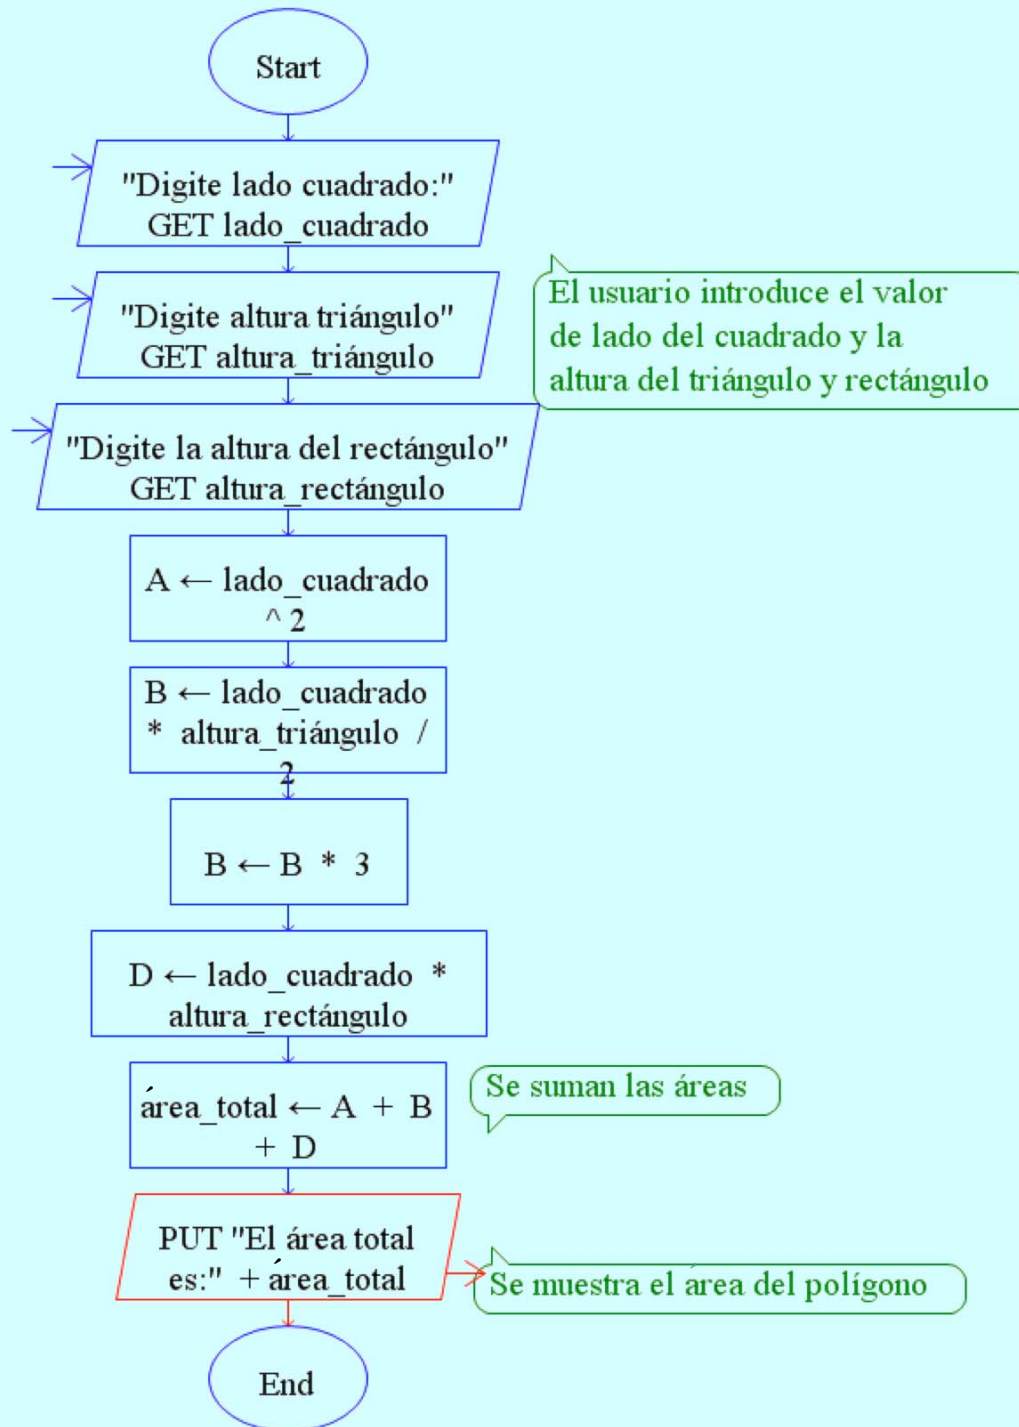 Start
"Digite lado cuadrado:"
GET lado_cuadrado
"Digite altura triángulo"
GET altura_triángulo
El usuario introduce el valor
de lado del cuadrado y la
altura del triángulo y rectángulo
"Digite la altura del rectángulo"
GET altura_rectángulo
A ← lado_cuadrado
^ 2
B ← lado_cuadrado
* altura_triángulo /
2
B ← B * 3
D ← lado_cuadrado *
altura_rectángulo
área_total ← A + B
+ D
Se suman las áreas
PUT "El área total
es:" + área_total
Se muestra el área del polígono
End